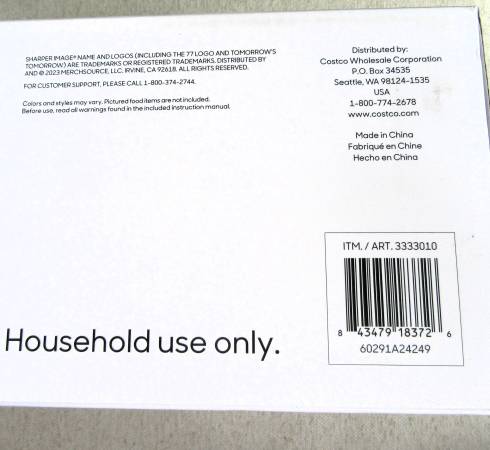 SHARPER IMAGE® NAME AND LOGOS (INCLUDING THE 77 LOGO AND TOMORROW'S
TOMORROW) ARE TRADEMARKS OR REGISTERED TRADEMARKS. DISTRIBUTED BY
AND © 2023 MERCHSOURCE, LLC. IRVINE, CA 92618. ALL RIGHTS RESERVED.
FOR CUSTOMER SUPPORT, PLEASE CALL 1-800-374-2744.
Colors and styles may vary. Pictured food items are not included.
Before use, read all warnings found in the included instruction manual.
Distributed by:
Costco Wholesale Corporation
P.O. Box 34535
Seattle, WA 98124-1535
USA
1-800-774-2678
www.costco.com
Made in China
Fabriqué en Chine
Hecho en China
ITM. / ART. 3333010
8 43479 18372 6
60291A24249
Household use only.